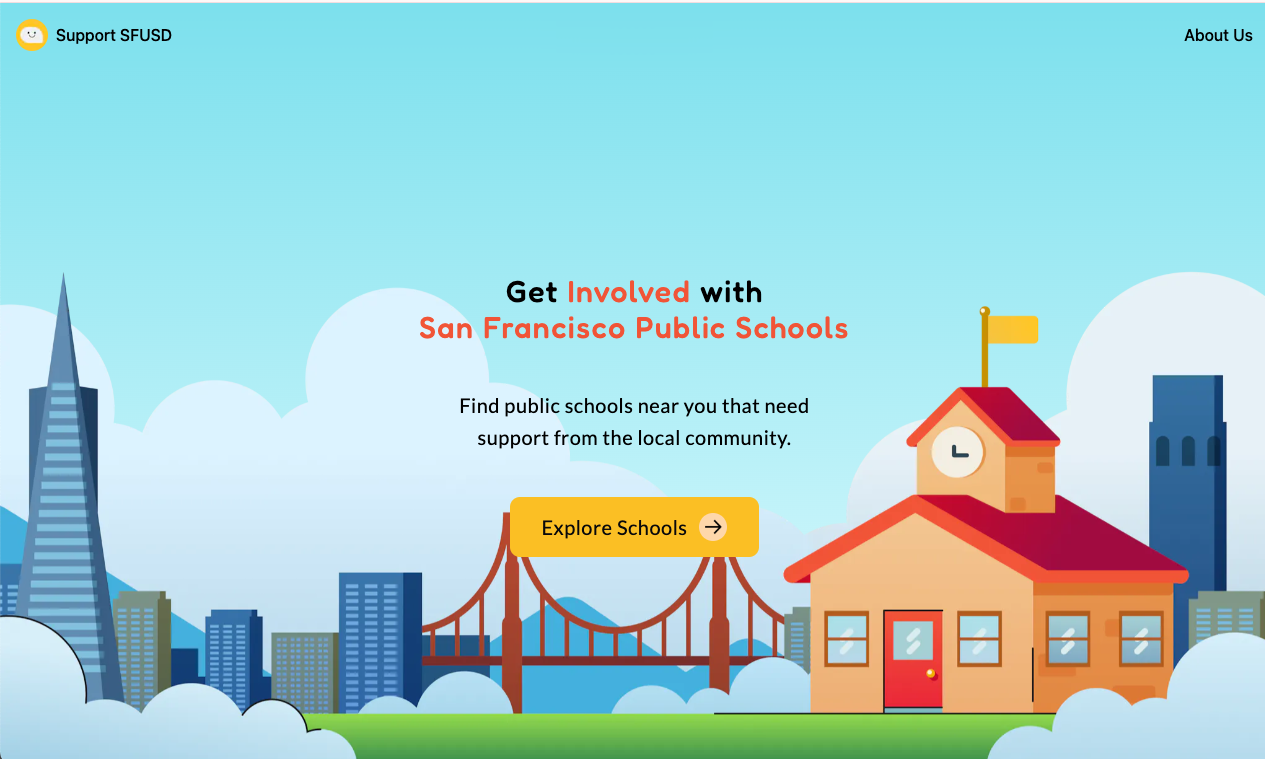 Support SFUSD
About Us
Get Involved with
San Francisco Public Schools
Find public schools near you that need
support from the local community.
Explore Schools